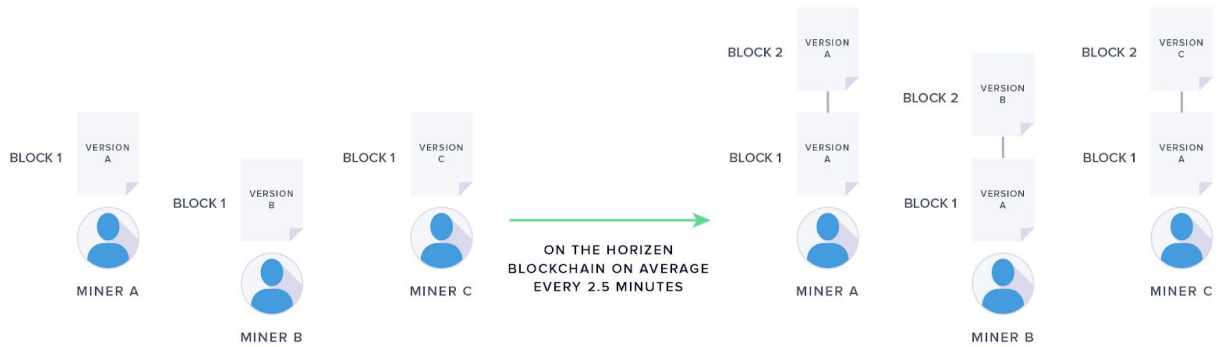 BLOCK 1
VERSION
A
MINER A
BLOCK 1
VERSION
B
MINER B
BLOCK 1
VERSION
C
MINER C
ON THE HORIZEN
BLOCKCHAIN ON AVERAGE
EVERY 2.5 MINUTES
BLOCK 2
VERSION
A
BLOCK 1
VERSION
A
MINER A
BLOCK 2
VERSION
B
BLOCK 1
VERSION
A
MINER B
BLOCK 2
VERSION
C
BLOCK 1
VERSION
A
MINER C